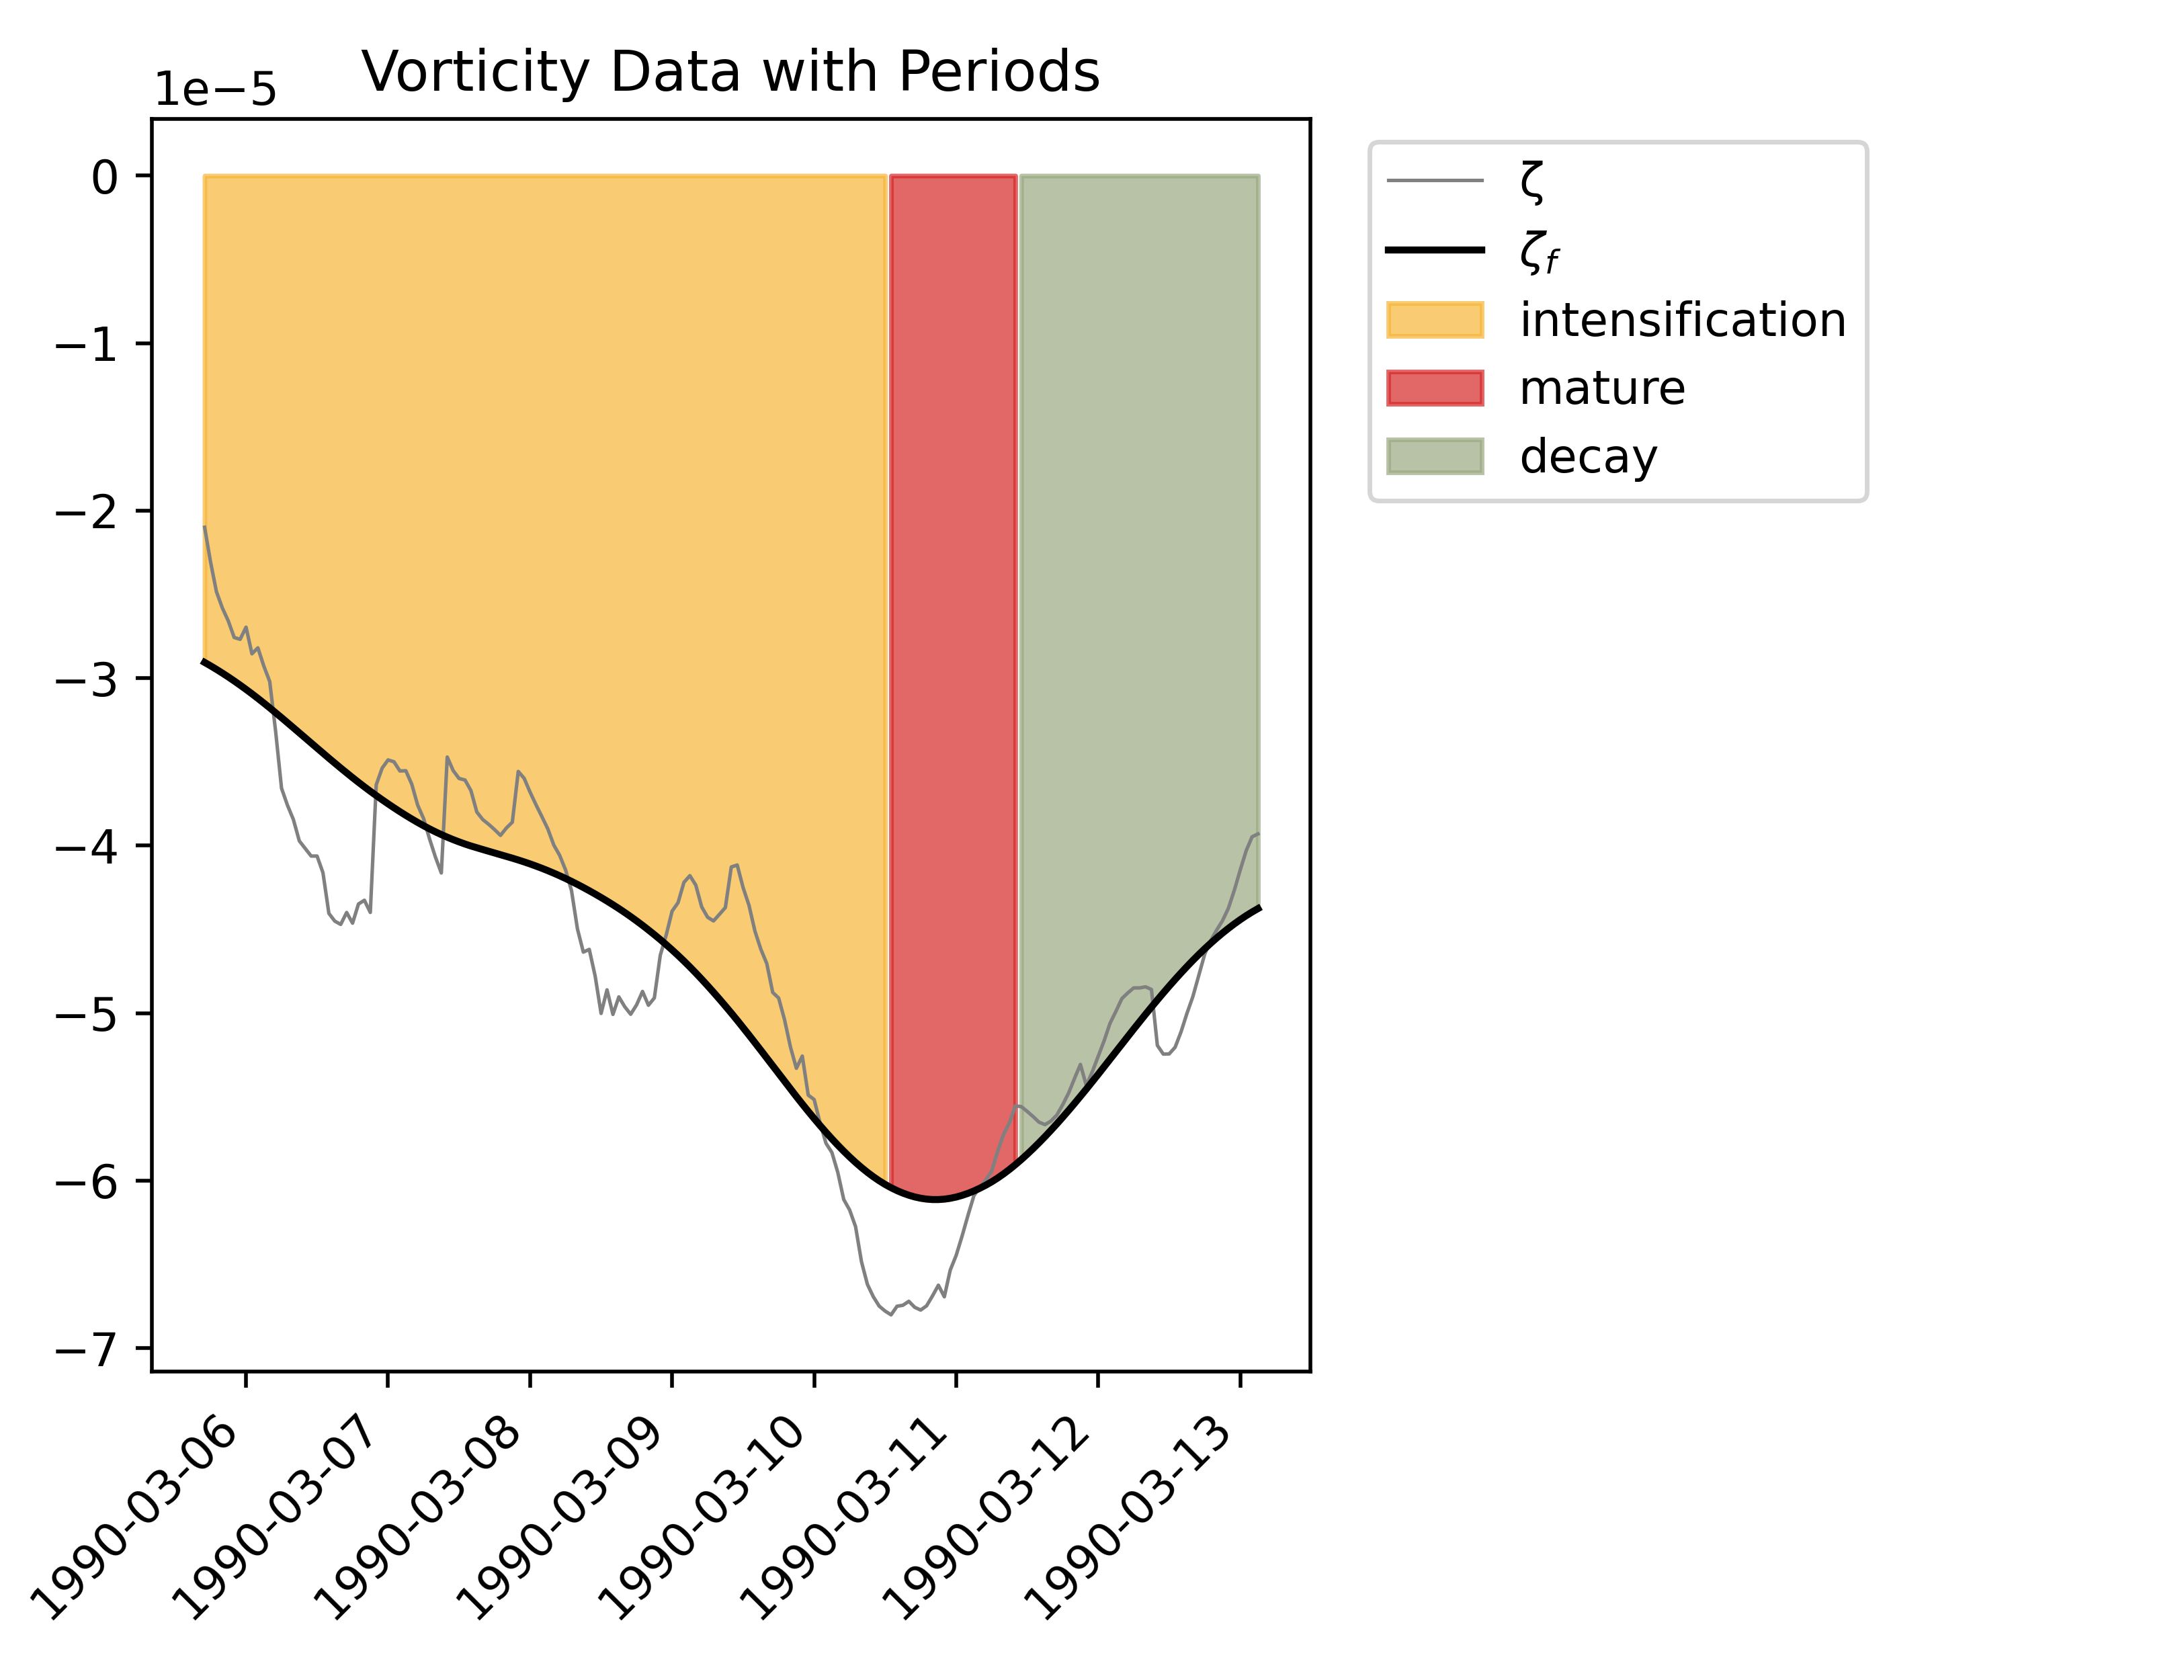 Vorticity Data with Periods
1e−5
0
−1
−2
−3
−4
−5
−6
−7
1990-03-06
1990-03-07
1990-03-08
1990-03-09
1990-03-10
1990-03-11
1990-03-12
1990-03-13
ζ
ζf
intensification
mature
decay